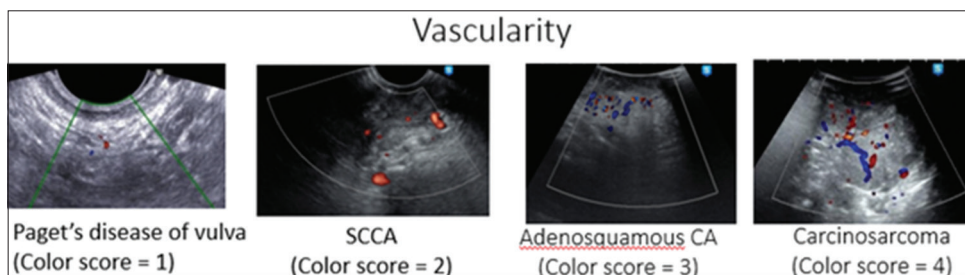 Vascularity
Paget's disease of vulva
(Color score = 1)
SCCA
(Color score = 2)
Adenosquamous CA
(Color score = 3)
Carcinosarcoma
(Color score = 4)